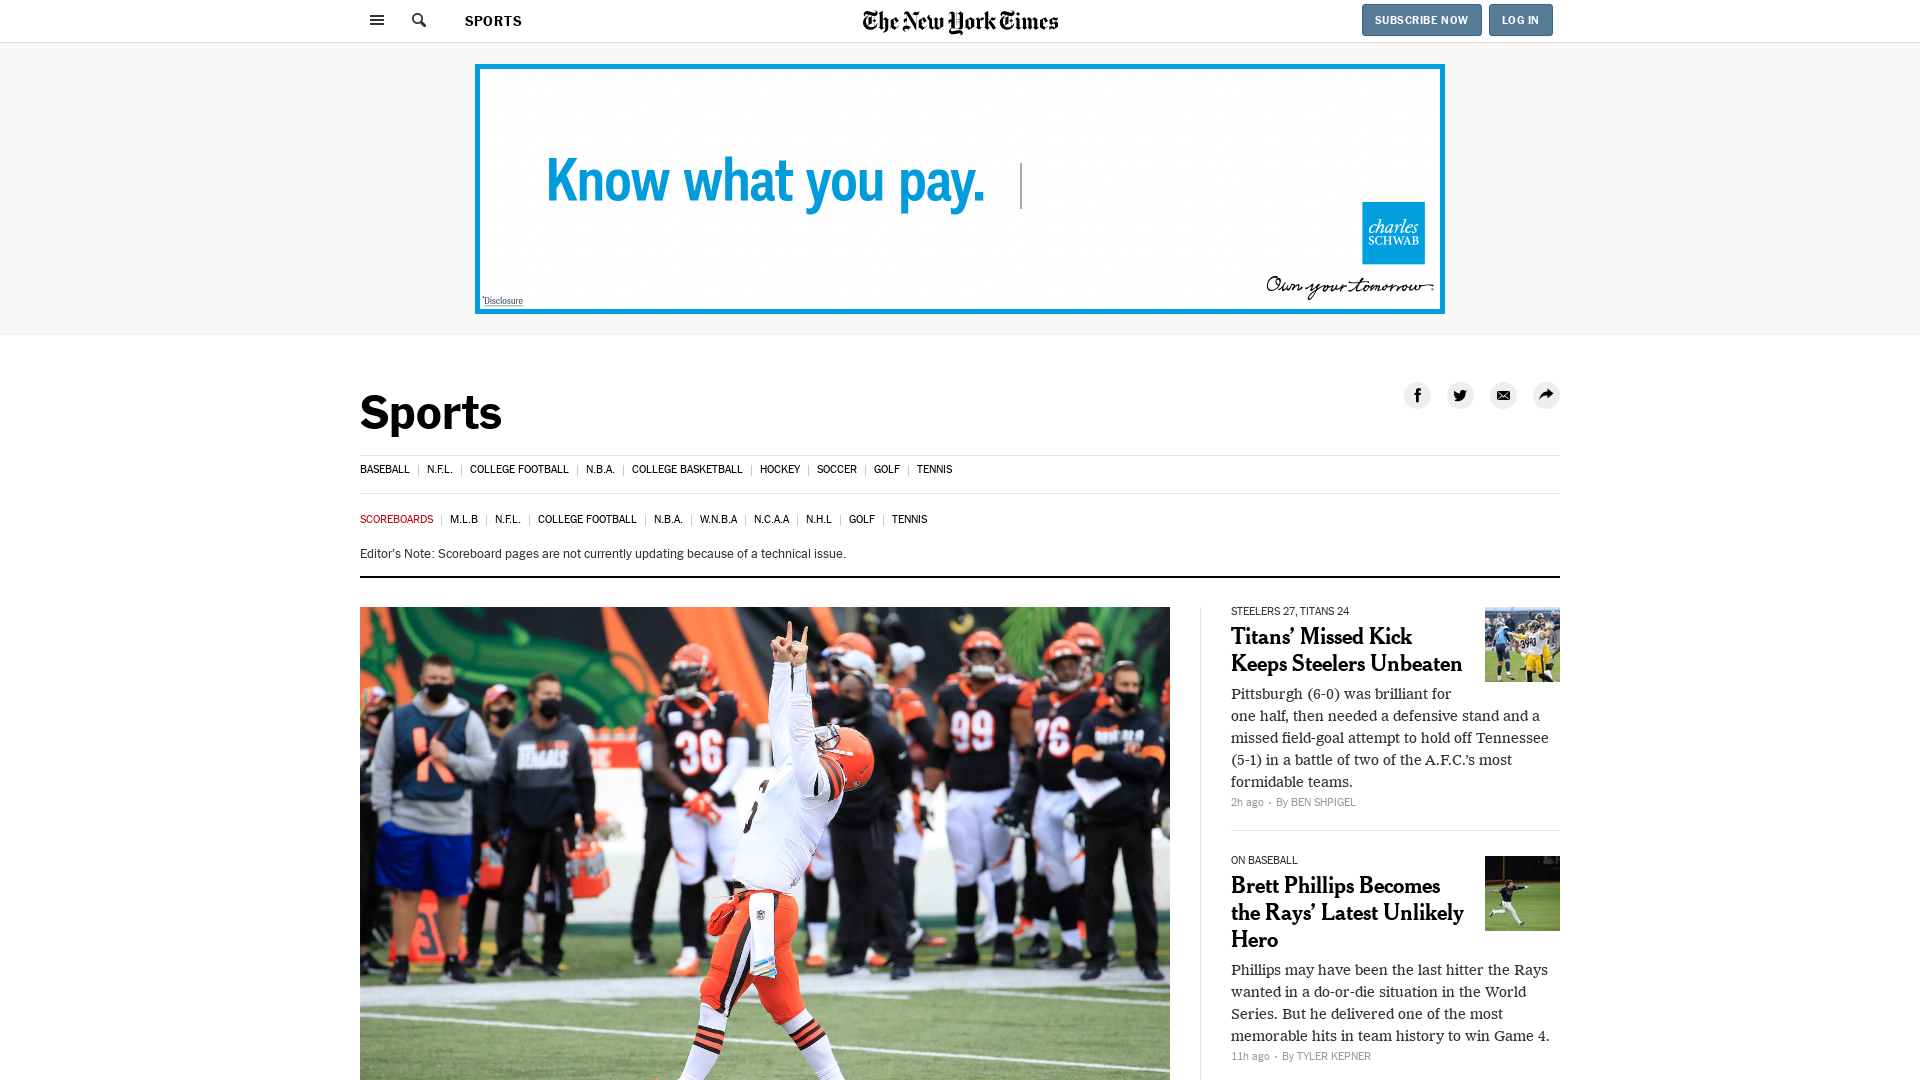 SPORTS
The New York Times
SUBSCRIBE NOW
LOG IN
Know what you pay.
charles
SCHWAB
Own your tomorrow.
*Disclosure
Sports
BASEBALL | N.F.L. | COLLEGE FOOTBALL | N.B.A. | COLLEGE BASKETBALL | HOCKEY | SOCCER | GOLF | TENNIS
SCOREBOARDS | M.L.B | N.F.L. | COLLEGE FOOTBALL | N.B.A. | W.N.B.A | N.C.A.A | N.H.L | GOLF | TENNIS
Editor's Note: Scoreboard pages are not currently updating because of a technical issue.
36
99
76
BENGALS
3
STEELERS 27, TITANS 24
Titans’ Missed Kick
Keeps Steelers Unbeaten
Pittsburgh (6-0) was brilliant for
one half, then needed a defensive stand and a
missed field-goal attempt to hold off Tennessee
(5-1) in a battle of two of the A.F.C.’s most
formidable teams.
2h ago • By BEN SHPIGEL
ON BASEBALL
Brett Phillips Becomes
the Rays’ Latest Unlikely
Hero
Phillips may have been the last hitter the Rays
wanted in a do-or-die situation in the World
Series. But he delivered one of the most
memorable hits in team history to win Game 4.
11h ago • By TYLER KEPNER